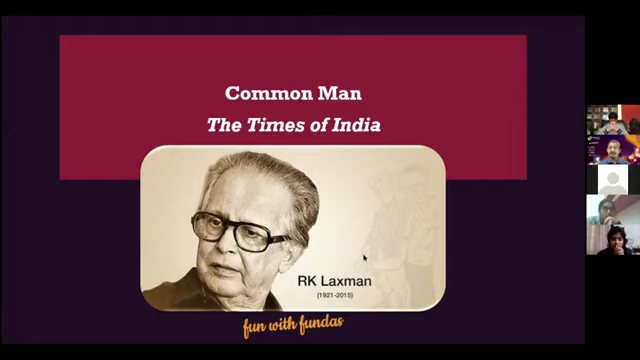 Common Man
The Times of India
RK Laxman
(1921-2015)
fun with fundas